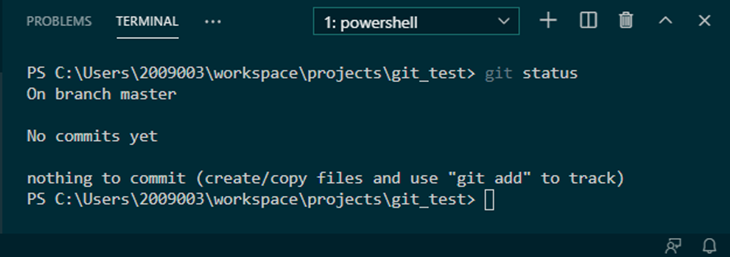 PROBLEMS TERMINAL ··· 1: powershell
PS C:\Users\2009003\workspace\projects\git_test> git status
On branch master
No commits yet
nothing to commit (create/copy files and use "git add" to track)
PS C:\Users\2009003\workspace\projects\git_test>